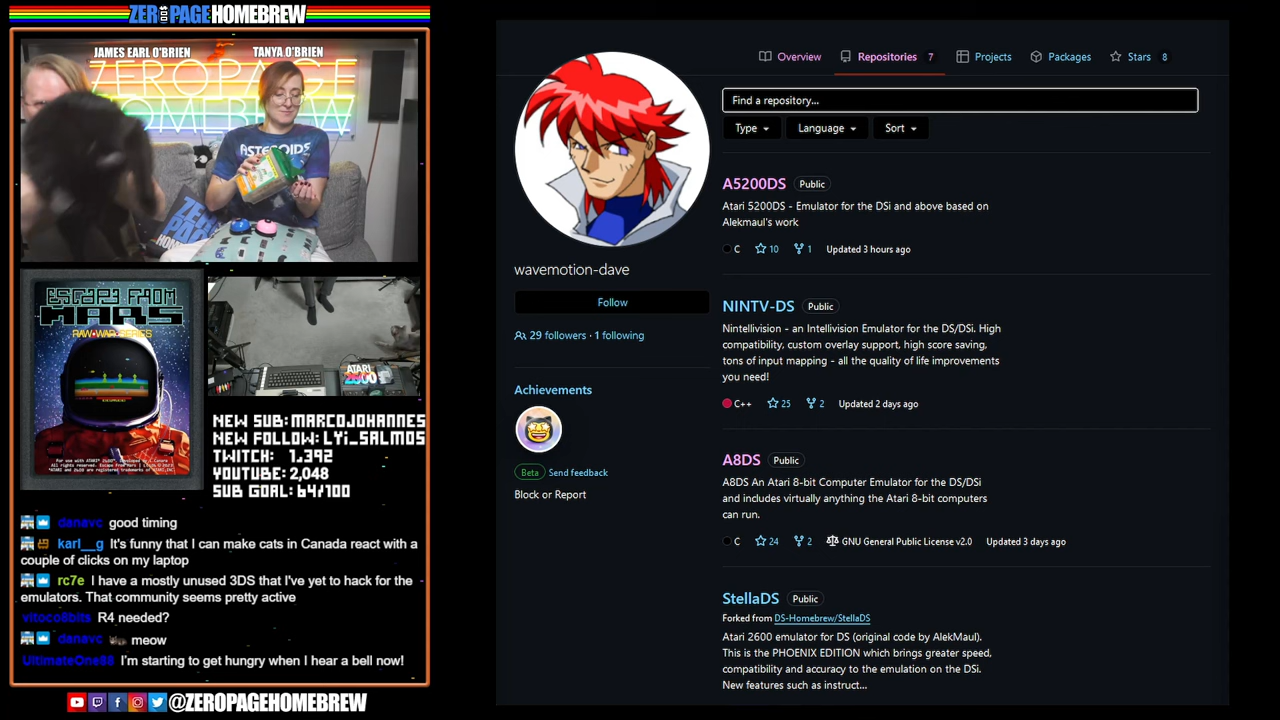 ZEROPAGEHOMEBREW
JAMES EARL O'BRIEN
TANYA O'BRIEN
ZEROPAGE
HOMEBREW
ASTEROIDS
ESCAPE FROM
MARS
RAW WAR SERIES
ATARI
2600
NEW SUB: MARCOJOHANNES
NEW FOLLOW: LYI_SALMOS
TWITCH: 1,392
YOUTUBE: 2,048
SUB GOAL: 64/100
danavc good timing
karl__g It's funny that I can make cats in Canada react with a
couple of clicks on my laptop
rc7e I have a mostly unused 3DS that I've yet to hack for the
emulators. That community seems pretty active
vitoco8bits R4 needed?
danavc meow
UltimateOne88 I'm starting to get hungry when I hear a bell now!
@ZEROPAGEHOMEBREW
Overview
Repositories 7
Projects
Packages
Stars 8
Find a repository...
Type
Language
Sort
wavemotion-dave
Follow
29 followers · 1 following
Achievements
Beta Send feedback
Block or Report
A5200DS Public
Atari 5200DS - Emulator for the DSi and above based on
Alekmaul's work
C 10 1 Updated 3 hours ago
NINTV-DS Public
Nintellivision - an Intellivision Emulator for the DS/DSi. High
compatibility, custom overlay support, high score saving,
tons of input mapping - all the quality of life improvements
you need!
C++ 25 2 Updated 2 days ago
A8DS Public
A8DS An Atari 8-bit Computer Emulator for the DS/DSi
and includes virtually anything the Atari 8-bit computers
can run.
C 24 2 GNU General Public License v2.0 Updated 3 days ago
StellaDS Public
Forked from DS-Homebrew/StellaDS
Atari 2600 emulator for DS (original code by AlekMaul).
This is the PHOENIX EDITION which brings greater speed,
compatibility and accuracy to the emulation on the DSi.
New features such as instruct...